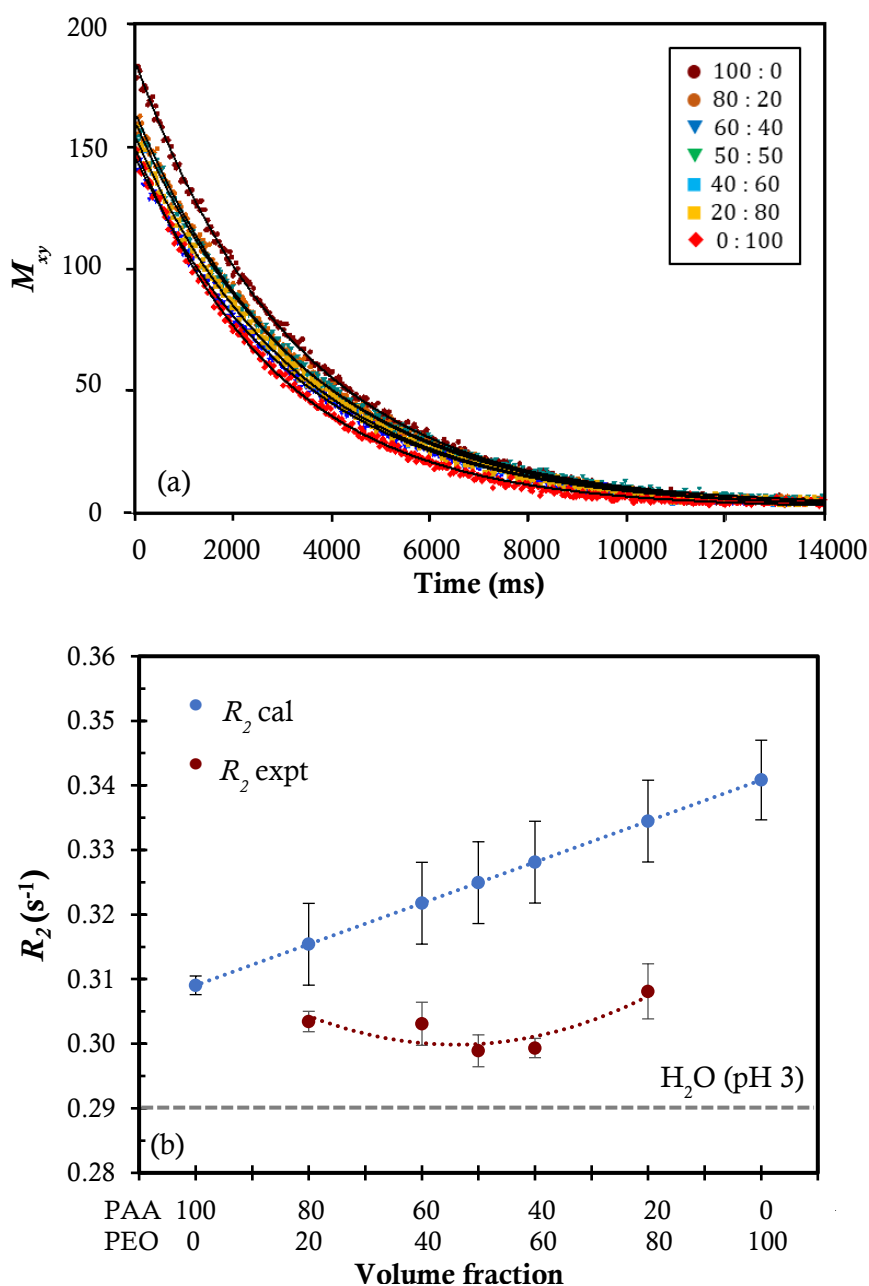 200
150
100
50
0
M_xy
100 : 0
80 : 20
60 : 40
50 : 50
40 : 60
20 : 80
0 : 100
(a)
0 2000 4000 6000 8000 10000 12000 14000
Time (ms)
0.36
0.35
0.34
0.33
0.32
0.31
0.30
0.29
0.28
R_2 (s^-1)
R_2 cal
R_2 expt
H_2O (pH 3)
(b)
PAA 100 80 60 40 20 0
PEO 0 20 40 60 80 100
Volume fraction